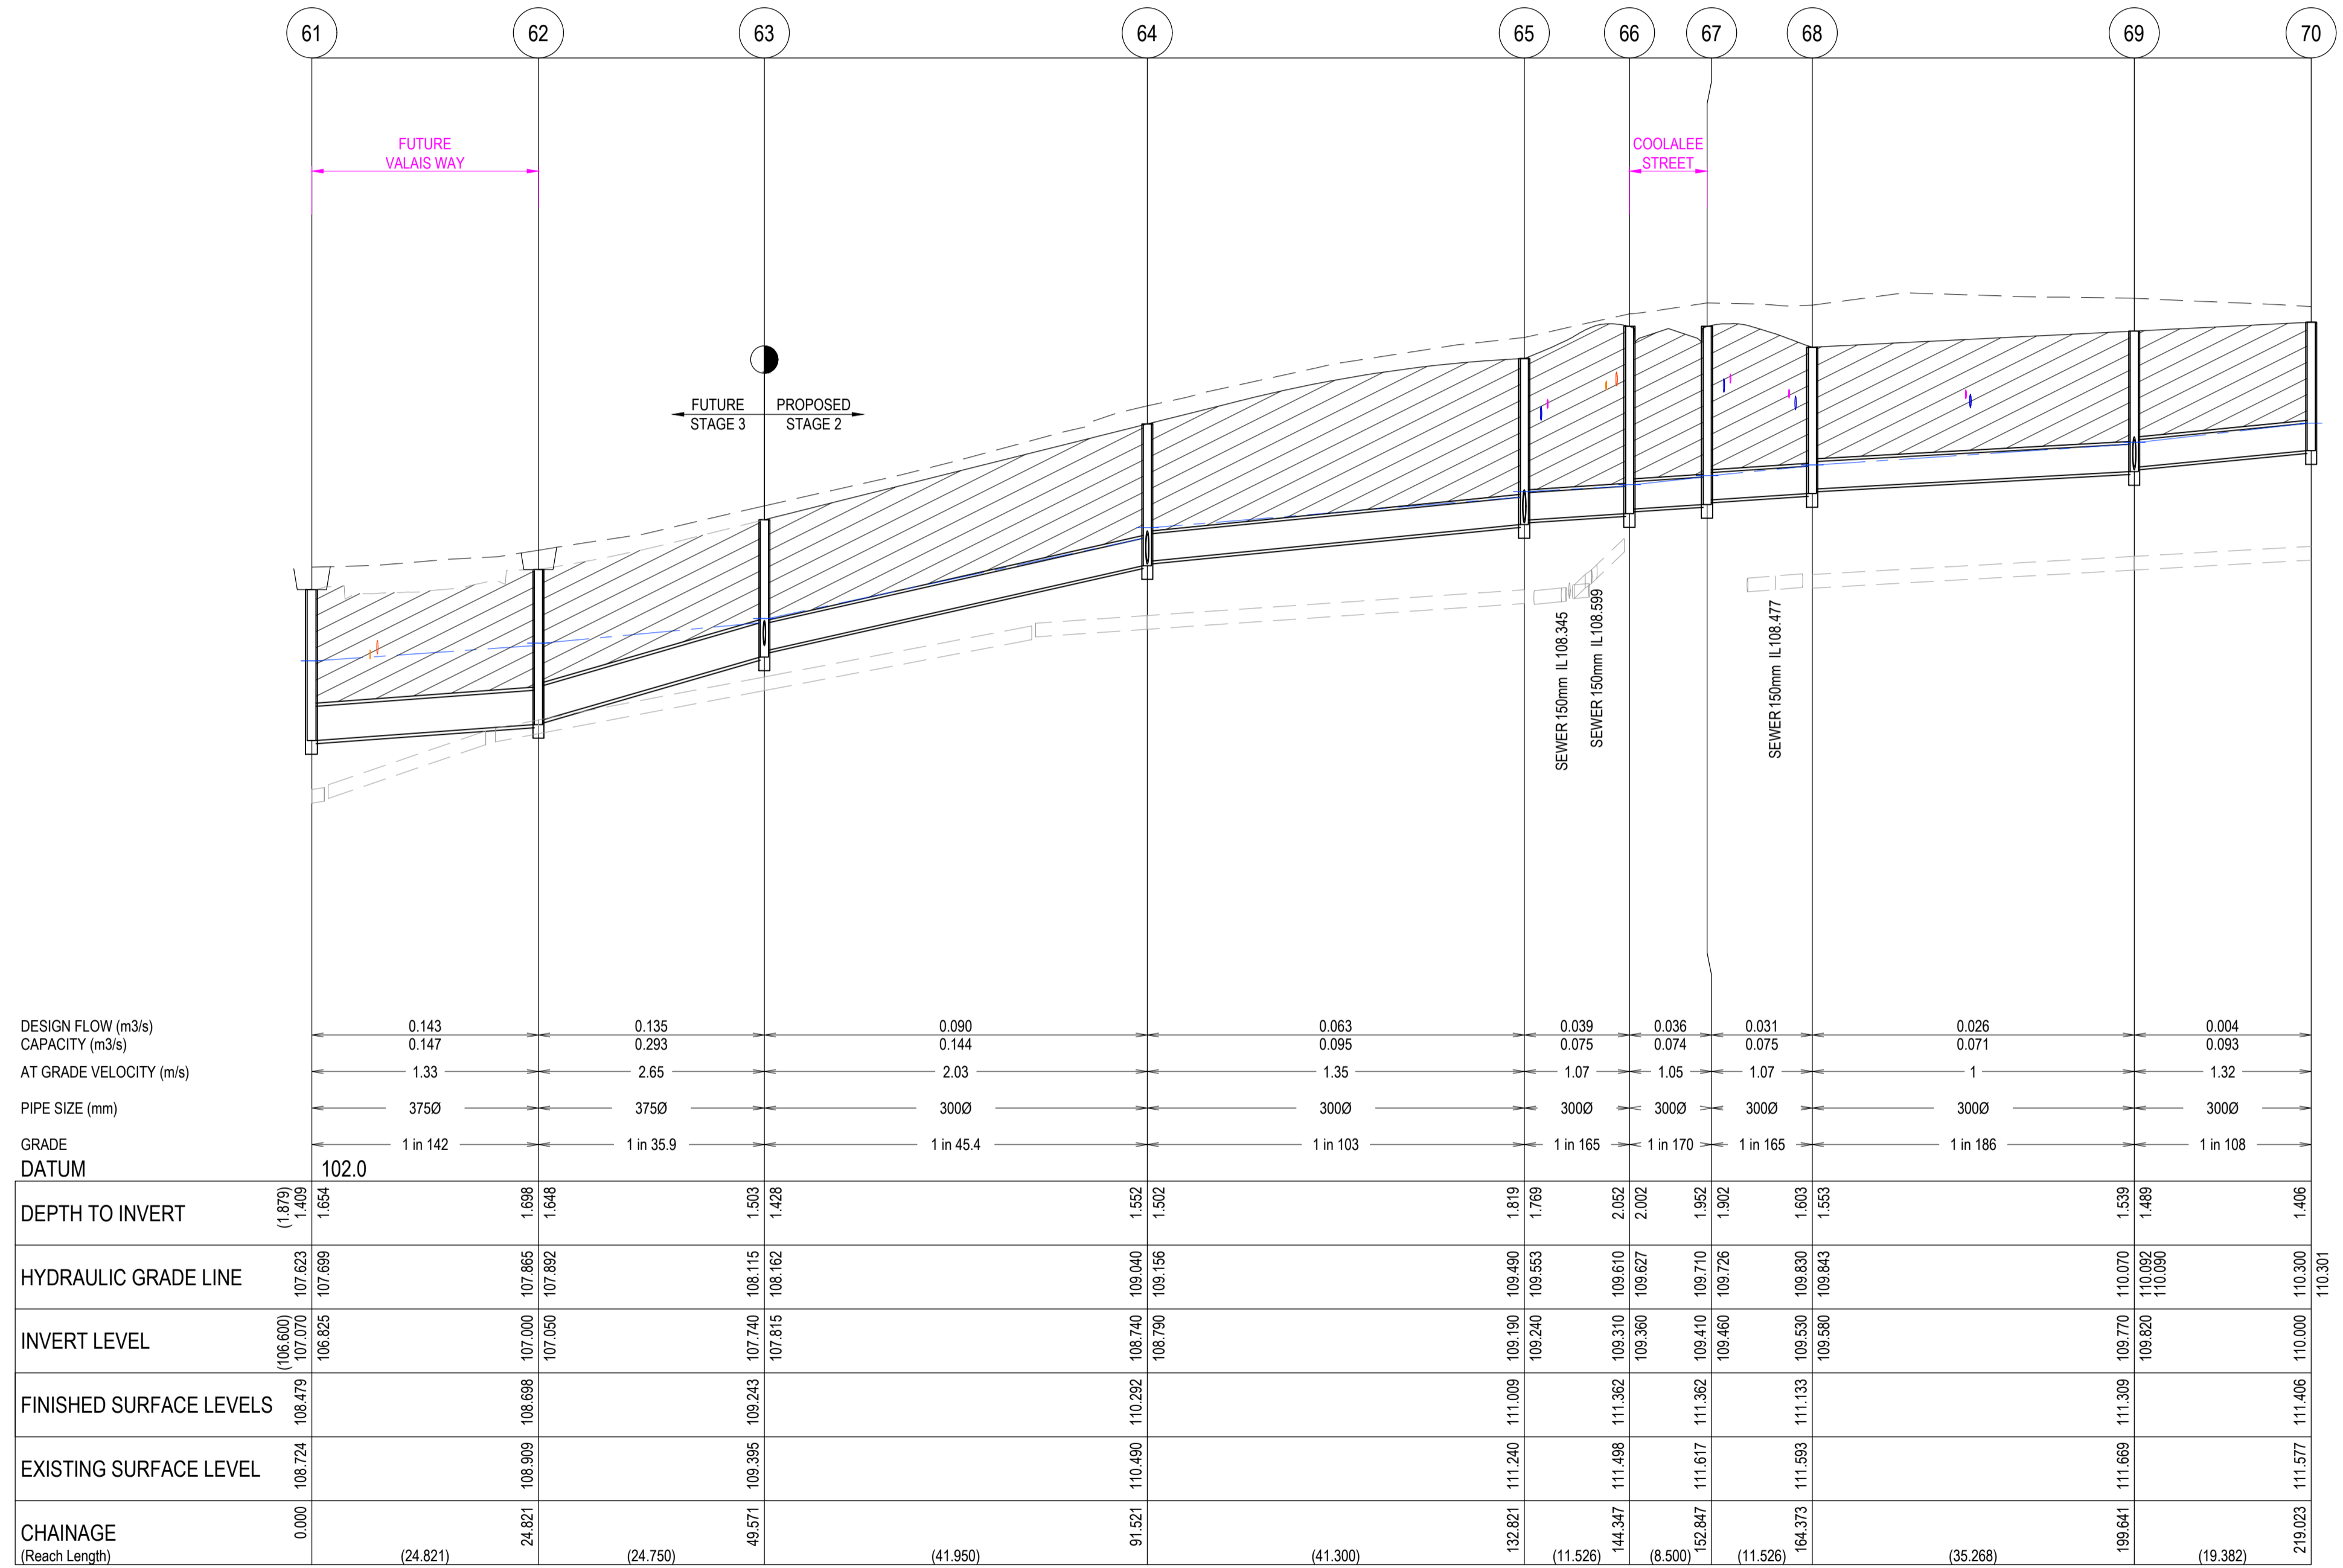 61 62 63 64 65 66 67 68 69 70
FUTURE
VALAIS WAY
COOLALEE
STREET
FUTURE
STAGE 3
PROPOSED
STAGE 2
SEWER 150mm IL108.345
SEWER 150mm IL108.599
SEWER150mm IL108.477
DESIGN FLOW (m3/s) 0.143 0.135 0.090 0.063 0.039 0.036 0.031 0.026 0.004
CAPACITY (m3/s) 0.147 0.293 0.144 0.095 0.075 0.074 0.075 0.071 0.093
AT GRADE VELOCITY (m/s) 1.33 2.65 2.03 1.35 1.07 1.05 1.07 1 1.32
PIPE SIZE (mm) 375Ø 375Ø 300Ø 300Ø 300Ø 300Ø 300Ø 300Ø 300Ø
GRADE 1 in 142 1 in 35.9 1 in 45.4 1 in 103 1 in 165 1 in 170 1 in 165 1 in 186 1 in 108
DATUM 102.0
DEPTH TO INVERT (1.879) 1.409 1.654 1.698 1.648 1.503 1.428 1.552 1.502 1.819 1.769 2.052 2.002 1.952 1.902 1.603 1.553 1.539 1.489 1.406
HYDRAULIC GRADE LINE 107.623 107.699 107.865 107.892 108.115 108.162 109.040 109.156 109.490 109.553 109.610 109.627 109.710 109.726 109.830 109.843 110.070 110.092 110.090 110.300 110.301
INVERT LEVEL (106.600) 107.070 106.825 107.000 107.050 107.740 107.815 108.740 108.790 109.190 109.240 109.310 109.360 109.410 109.460 109.530 109.580 109.770 109.820 110.000
FINISHED SURFACE LEVELS 108.479 108.698 109.243 110.292 111.009 111.362 111.362 111.133 111.309 111.406
EXISTING SURFACE LEVEL 108.724 108.909 109.395 110.490 111.240 111.498 111.617 111.593 111.669 111.577
CHAINAGE 0.000 24.821 49.571 91.521 132.821 144.347 152.847 164.373 199.641 219.023
(Reach Length) (24.821) (24.750) (41.950) (41.300) (11.526) (8.500) (11.526) (35.268) (19.382)